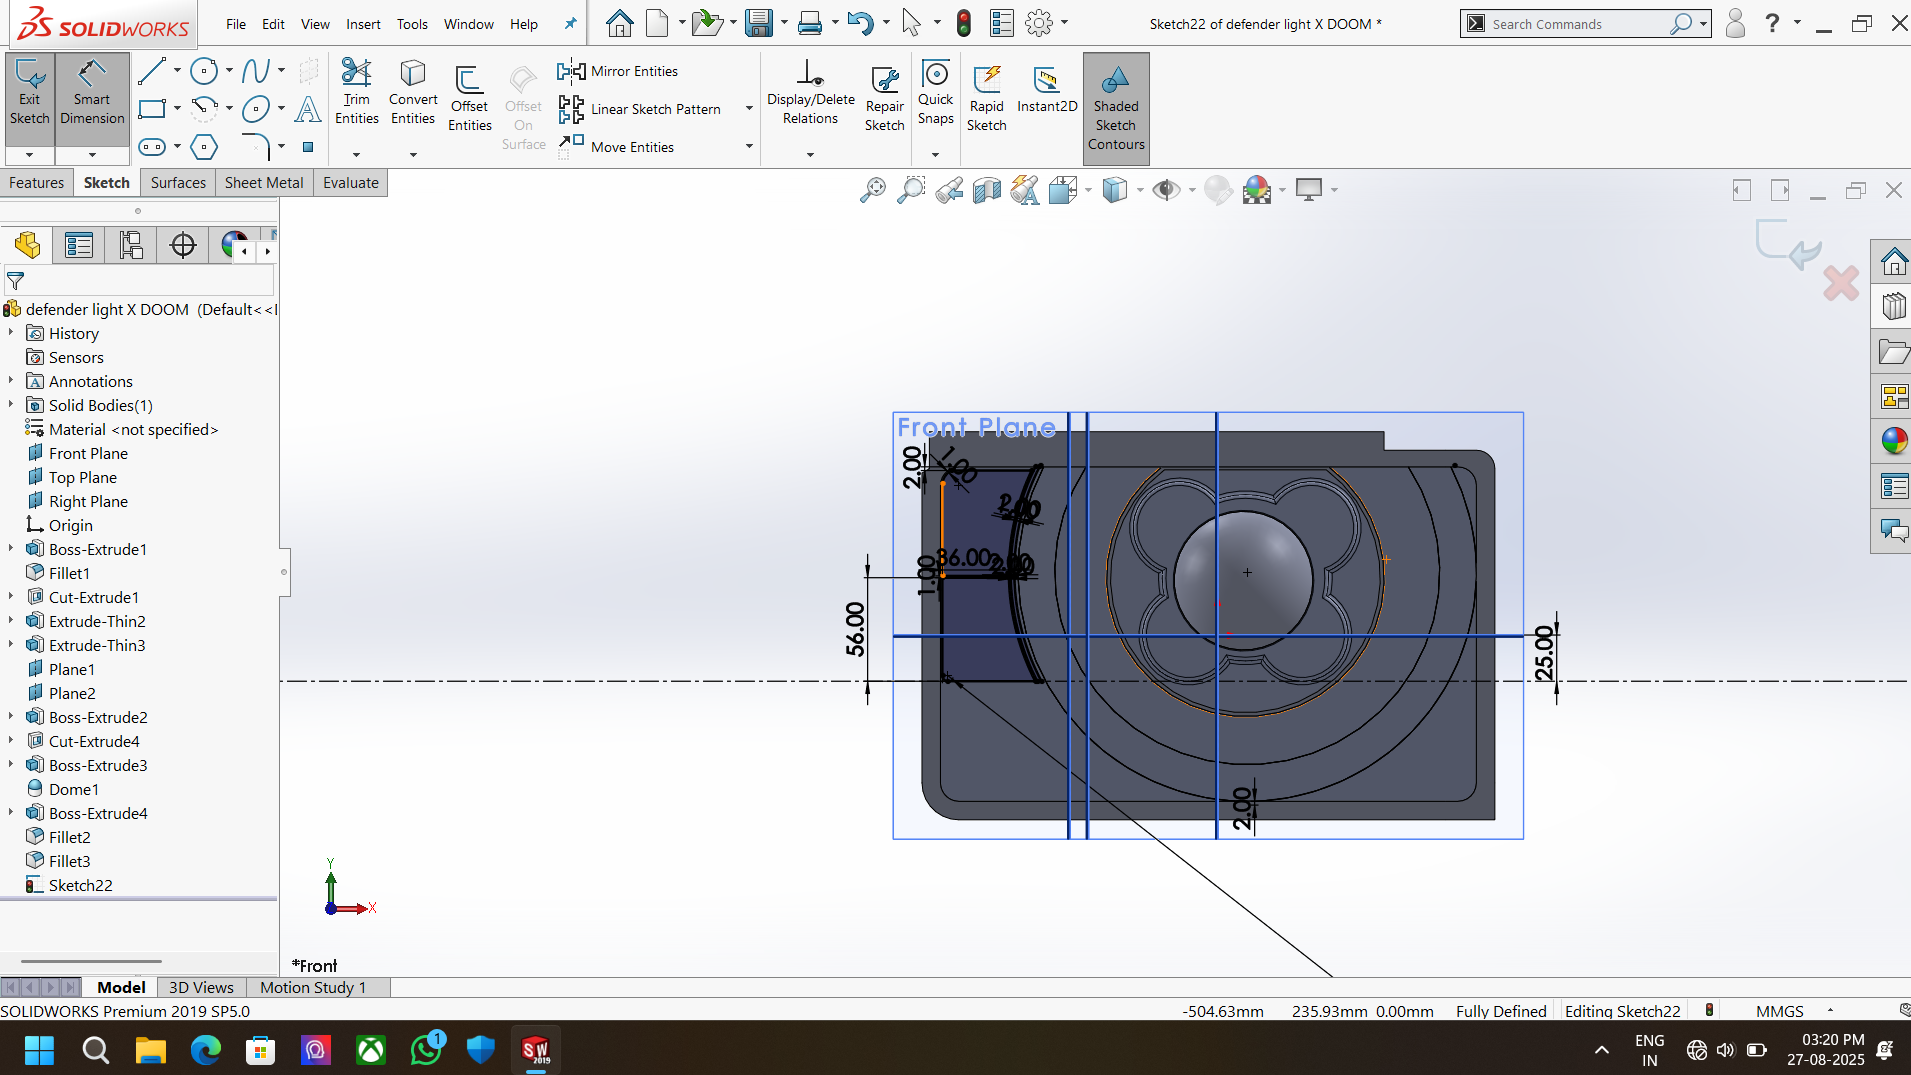 SOLIDWORKS
File Edit View Insert Tools Window Help
Sketch22 of defender light X DOOM *
Search Commands
?
Exit Sketch
Smart Dimension
Trim Entities
Convert Entities
Offset Entities
Offset On Surface
Mirror Entities
Linear Sketch Pattern
Move Entities
Display/Delete Relations
Repair Sketch
Quick Snaps
Rapid Sketch
Instant2D
Shaded Sketch Contours
Features Sketch Surfaces Sheet Metal Evaluate
defender light X DOOM (Default<<
History
Sensors
Annotations
Solid Bodies(1)
Material <not specified>
Front Plane
Top Plane
Right Plane
Origin
Boss-Extrude1
Fillet1
Cut-Extrude1
Extrude-Thin2
Extrude-Thin3
Plane1
Plane2
Boss-Extrude2
Cut-Extrude4
Boss-Extrude3
Dome1
Boss-Extrude4
Fillet2
Fillet3
Sketch22
Front Plane
2.00
1.00
36.00
1.00
56.00
25.00
2.00
Y
X
*Front
Model 3D Views Motion Study 1
SOLIDWORKS Premium 2019 SP5.0
-504.63mm 235.93mm 0.00mm Fully Defined Editing Sketch22 MMGS
1
SW 2019
ENG
IN
03:20 PM
27-08-2025